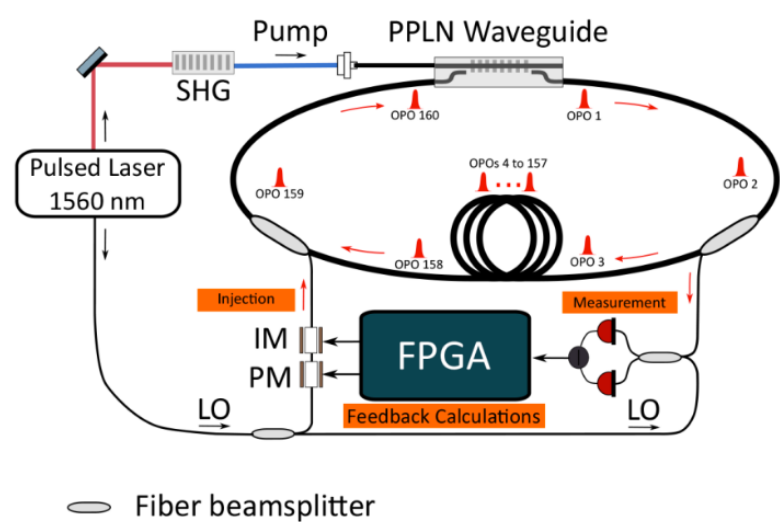 Pump
PPLN Waveguide
SHG
OPO 160
OPO 1
Pulsed Laser
1560 nm
OPO 159
OPOs 4 to 157
OPO 2
OPO 158
OPO 3
Injection
Measurement
IM
PM
FPGA
Feedback Calculations
LO
LO
Fiber beamsplitter